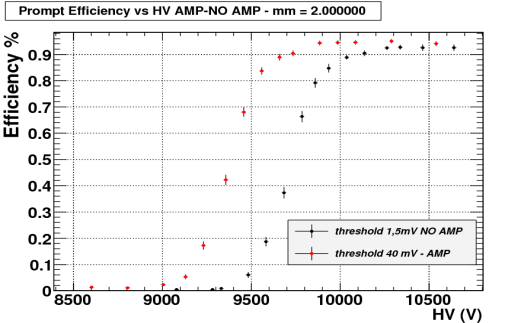 Prompt Efficiency vs HV AMP-NO AMP - mm = 2.000000
Efficiency %
0.9
0.8
0.7
0.6
0.5
0.4
0.3
0.2
0.1
0
threshold 1,5mV NO AMP
threshold 40 mV - AMP
8500 9000 9500 10000 10500
HV (V)